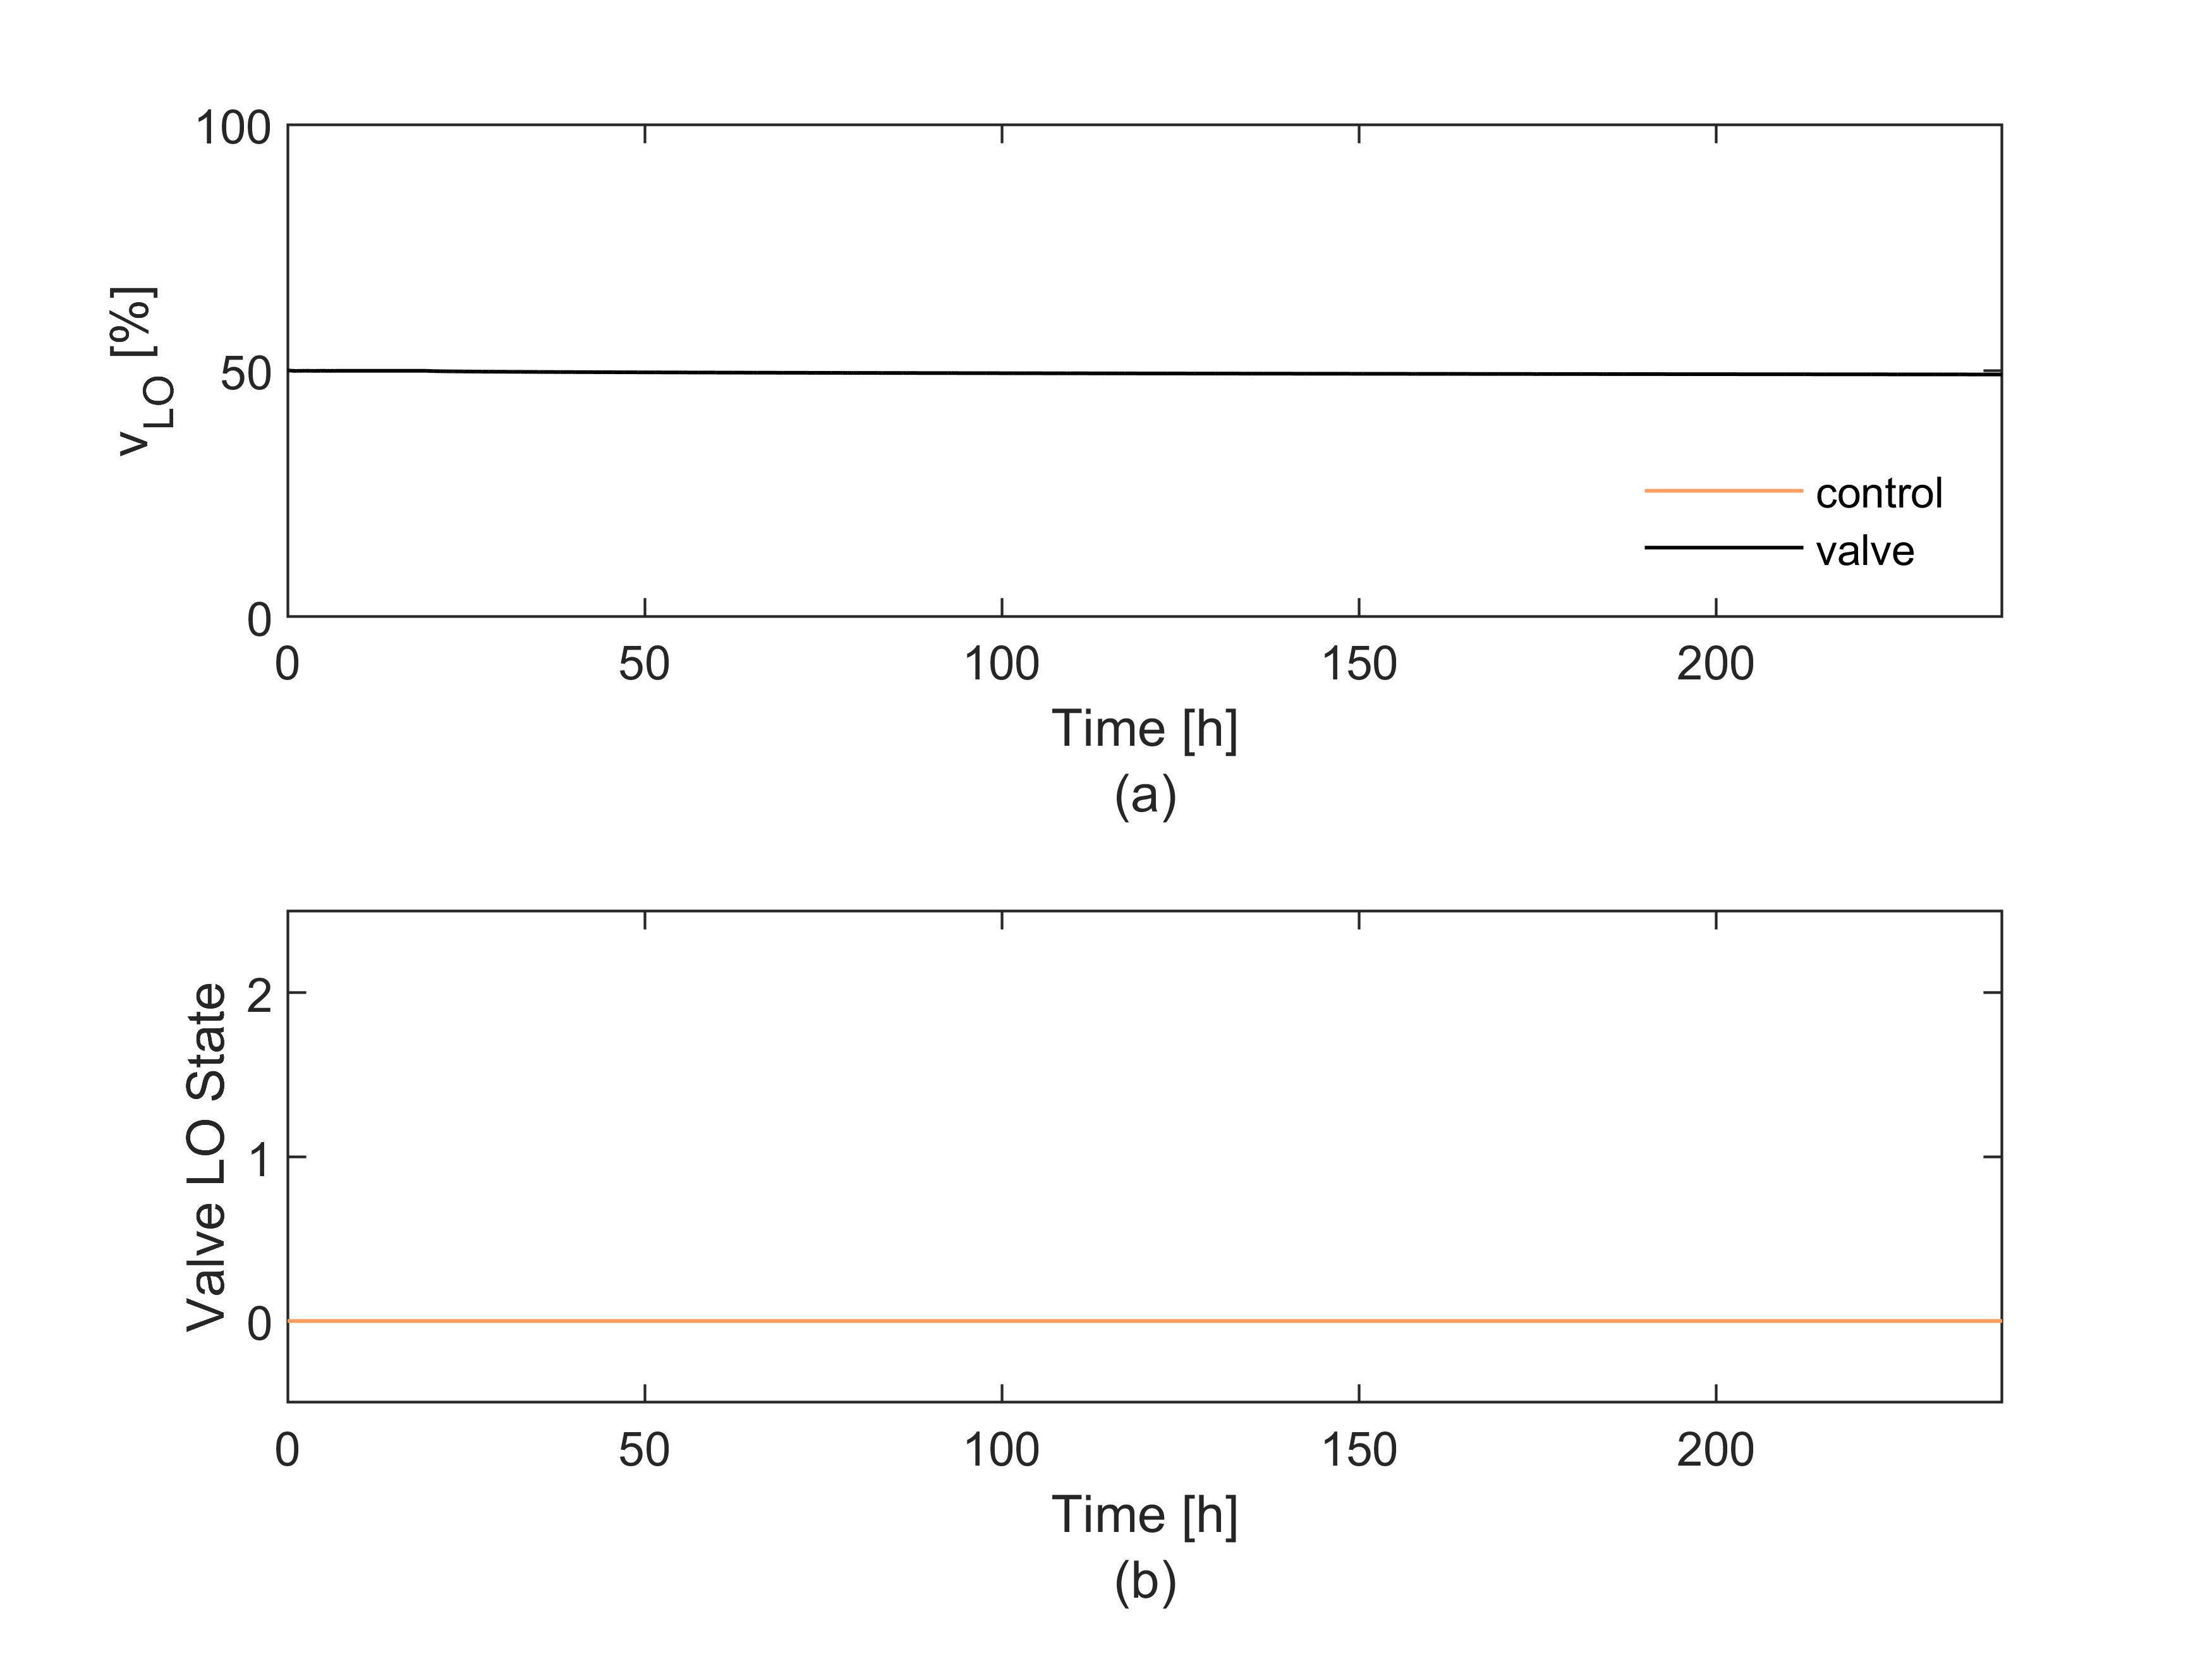 100
50
0
v_LO [%]
control
valve
0 50 100 150 200
Time [h]
(a)
2
1
0
Valve LO State
0 50 100 150 200
Time [h]
(b)